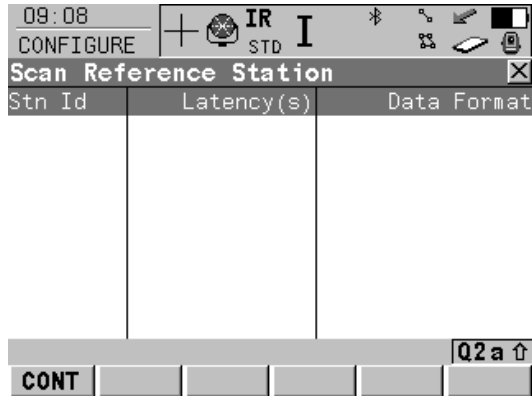 09:08
CONFIGURE
IR
STD
I
Scan Reference Station
Stn Id Latency(s) Data Format
Q2a
CONT